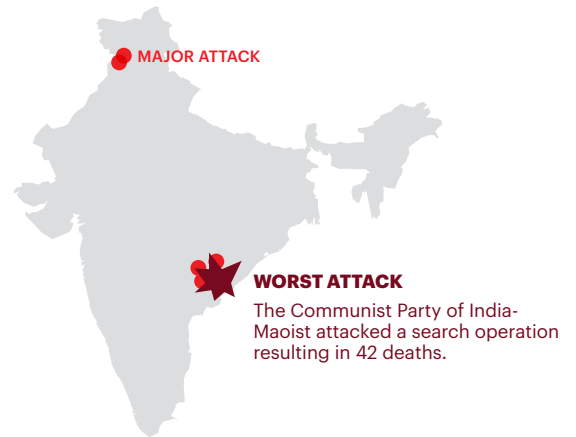 MAJOR ATTACK
WORST ATTACK
The Communist Party of India-
Maoist attacked a search operation
resulting in 42 deaths.